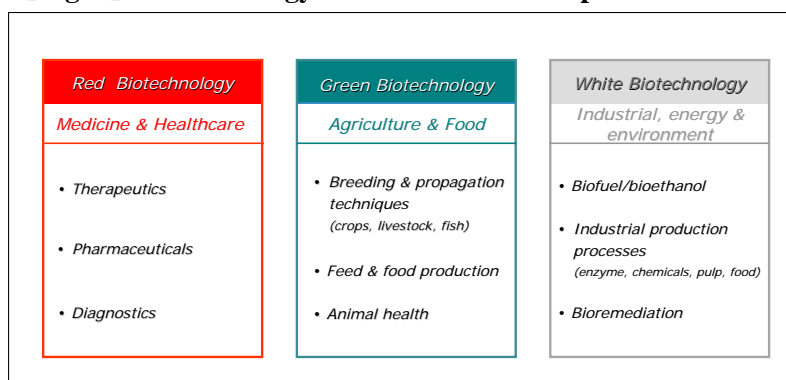 Red Biotechnology
Medicine & Healthcare
• Therapeutics
• Pharmaceuticals
• Diagnostics
Green Biotechnology
Agriculture & Food
• Breeding & propagation
techniques
(crops, livestock, fish)
• Feed & food production
• Animal health
White Biotechnology
Industrial, energy &
environment
• Biofuel/bioethanol
• Industrial production
processes
(enzyme, chemicals, pulp, food)
• Bioremediation